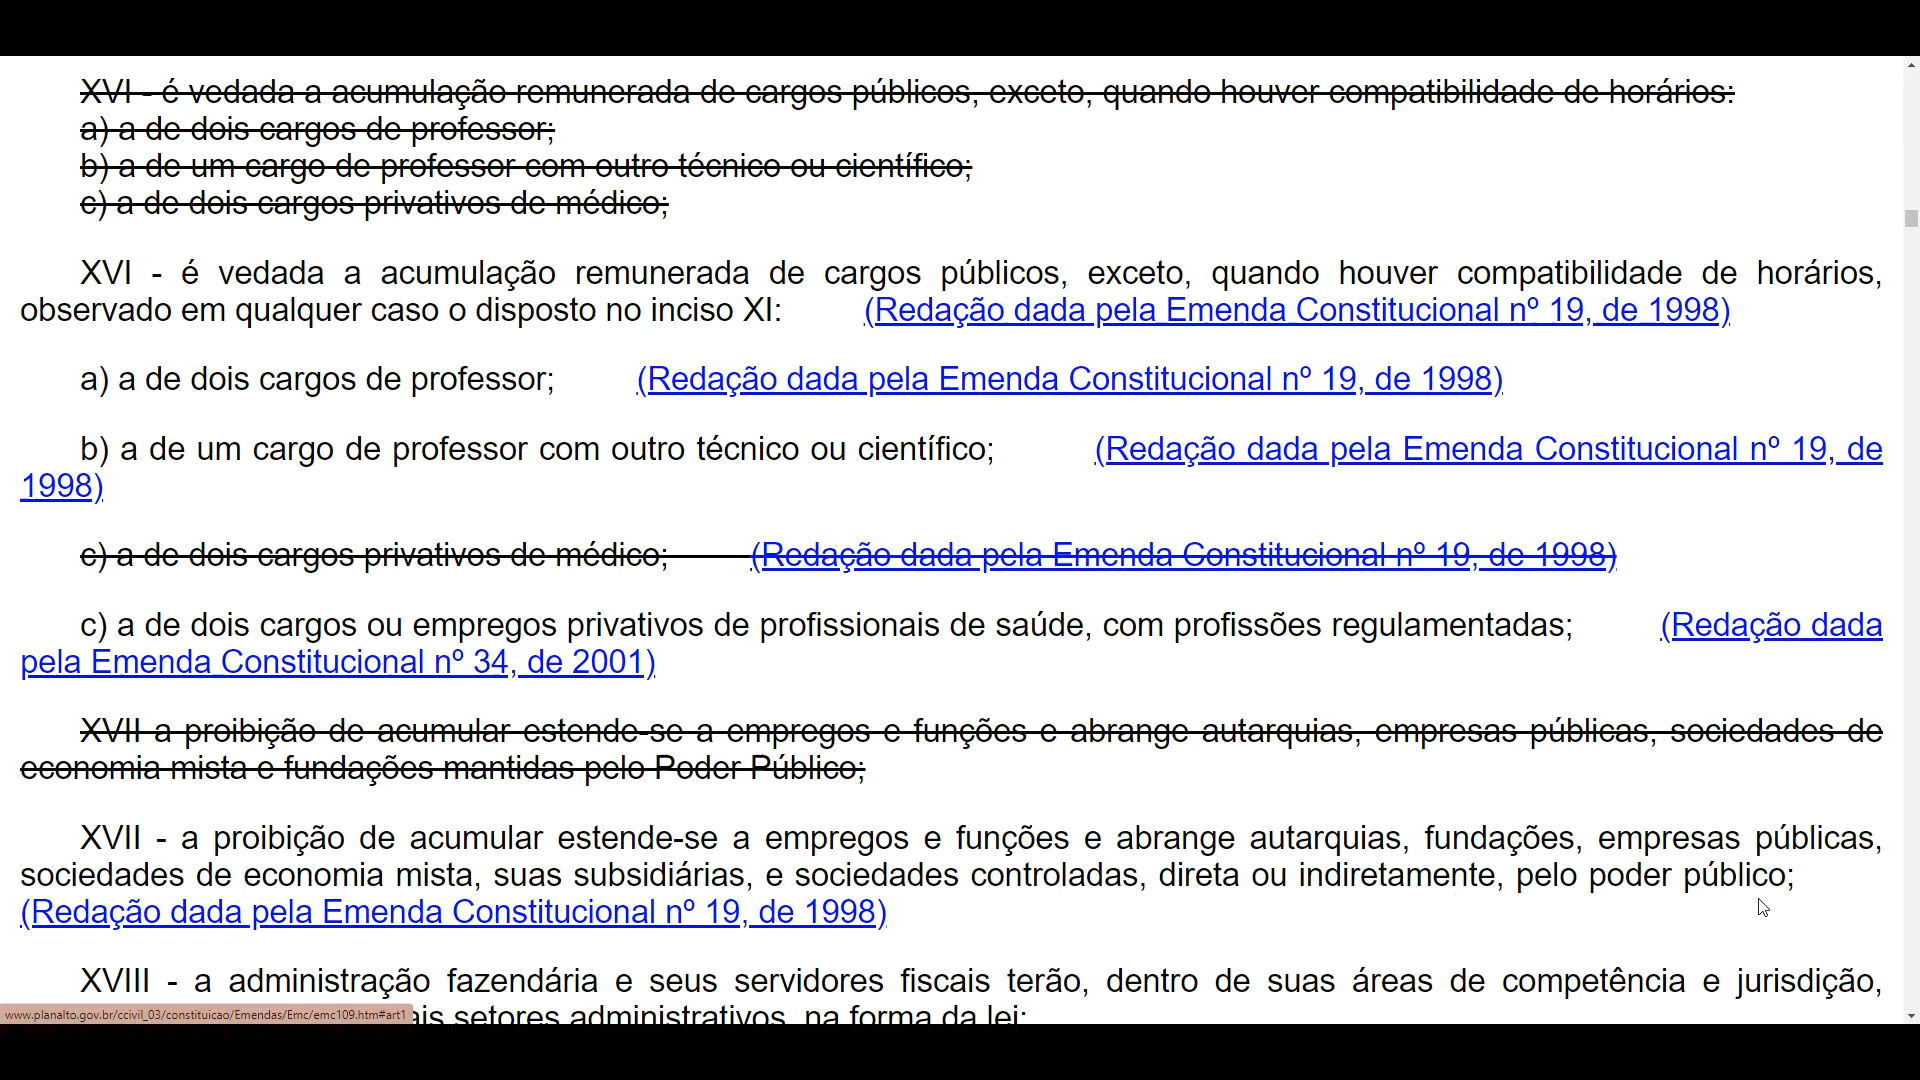 XVI - é vedada a acumulação remunerada de cargos públicos, exceto, quando houver compatibilidade de horários:
a) a de dois cargos de professor;
b) a de um cargo de professor com outro técnico ou científico;
c) a de dois cargos privativos de médico;
XVI - é vedada a acumulação remunerada de cargos públicos, exceto, quando houver compatibilidade de horários,
observado em qualquer caso o disposto no inciso XI: (Redação dada pela Emenda Constitucional nº 19, de 1998)
a) a de dois cargos de professor; (Redação dada pela Emenda Constitucional nº 19, de 1998)
b) a de um cargo de professor com outro técnico ou científico; (Redação dada pela Emenda Constitucional nº 19, de
1998)
c) a de dois cargos privativos de médico; (Redação dada pela Emenda Constitucional nº 19, de 1998)
c) a de dois cargos ou empregos privativos de profissionais de saúde, com profissões regulamentadas; (Redação dada
pela Emenda Constitucional nº 34, de 2001)
XVII a proibição de acumular estende-se a empregos e funções e abrange autarquias, empresas públicas, sociedades de
economia mista e fundações mantidas pelo Poder Público;
XVII - a proibição de acumular estende-se a empregos e funções e abrange autarquias, fundações, empresas públicas,
sociedades de economia mista, suas subsidiárias, e sociedades controladas, direta ou indiretamente, pelo poder público;
(Redação dada pela Emenda Constitucional nº 19, de 1998)
XVIII - a administração fazendária e seus servidores fiscais terão, dentro de suas áreas de competência e jurisdição,
www.planalto.gov.br/ccivil_03/constituicao/Emendas/Emc/emc109.htm#art1 ais setores administrativos, na forma da lei;